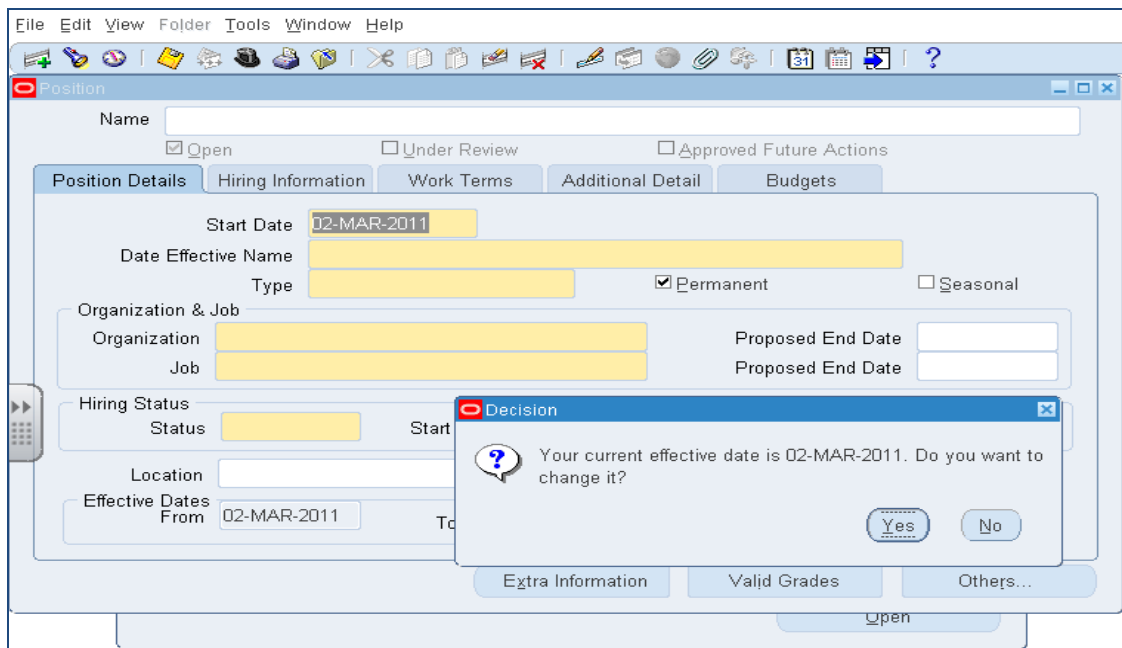 File Edit View Folder Tools Window Help
31
?
Position
Name
Open Under Review Approved Future Actions
Position Details Hiring Information Work Terms Additional Detail Budgets
Start Date 02-MAR-2011
Date Effective Name
Type Permanent Seasonal
Organization & Job
Organization Proposed End Date
Job Proposed End Date
Hiring Status
Status Start
Decision
? Your current effective date is 02-MAR-2011. Do you want to
change it?
Yes No
Location
Effective Dates
From 02-MAR-2011
Extra Information Valid Grades Others...
Open